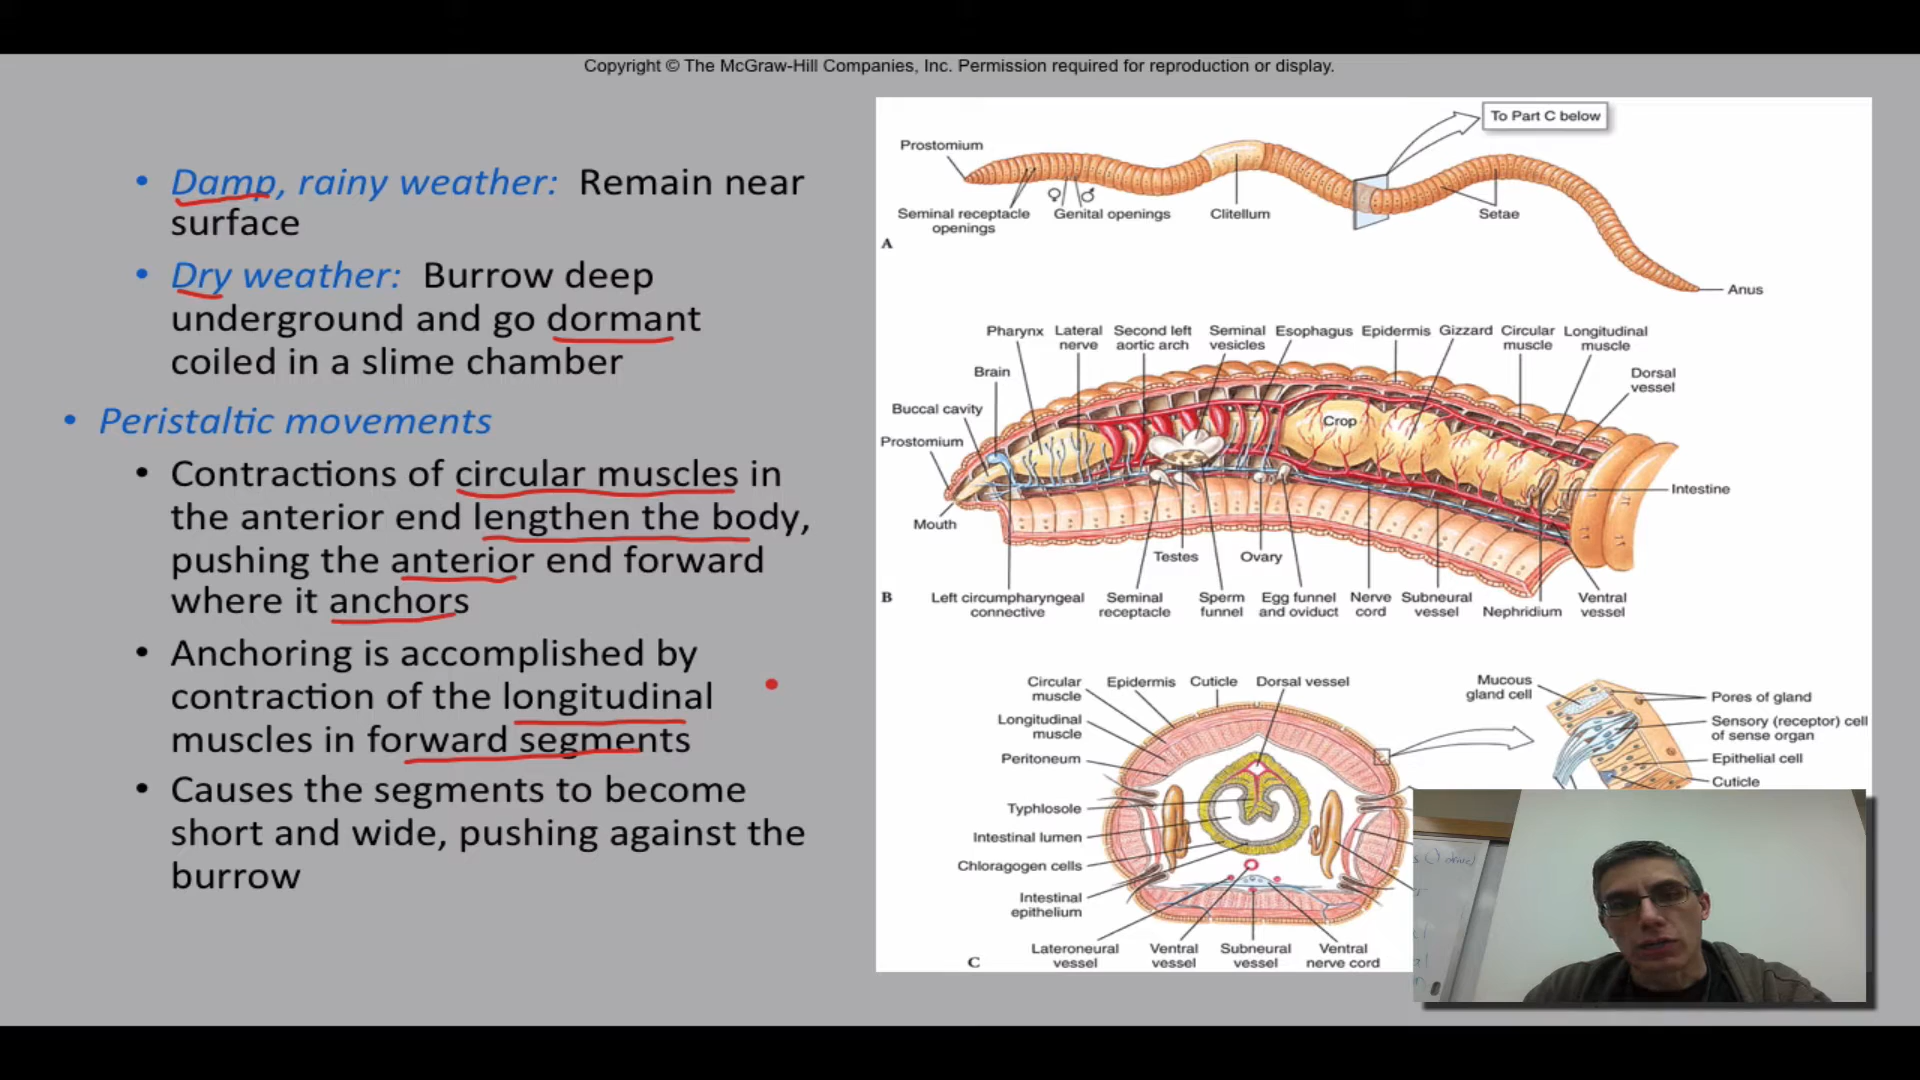 Copyright © The McGraw-Hill Companies, Inc. Permission required for reproduction or display.
• Damp, rainy weather: Remain near
surface
• Dry weather: Burrow deep
underground and go dormant
coiled in a slime chamber
• Peristaltic movements
• Contractions of circular muscles in
the anterior end lengthen the body,
pushing the anterior end forward
where it anchors
• Anchoring is accomplished by
contraction of the longitudinal
muscles in forward segments
• Causes the segments to become
short and wide, pushing against the
burrow
To Part C below
Prostomium
♀ ♂
Seminal receptacle
openings
Genital openings
Clitellum
Setae
A
Anus
Pharynx
Lateral
nerve
Second left
aortic arch
Seminal
vesicles
Esophagus
Epidermis
Gizzard
Circular
muscle
Longitudinal
muscle
Dorsal
vessel
Brain
Buccal cavity
Prostomium
Crop
Intestine
Mouth
Testes
Ovary
B
Left circumpharyngeal
connective
Seminal
receptacle
Sperm
funnel
Egg funnel
and oviduct
Nerve
cord
Subneural
vessel
Nephridium
Ventral
vessel
Circular
muscle
Epidermis
Cuticle
Dorsal vessel
Longitudinal
muscle
Peritoneum
Typhlosole
Intestinal lumen
Chloragogen cells
Intestinal
epithelium
Lateroneural
vessel
Ventral
vessel
Subneural
vessel
Ventral
nerve cord
C
Mucous
gland cell
Pores of gland
Sensory (receptor) cell
of sense organ
Epithelial cell
Cuticle